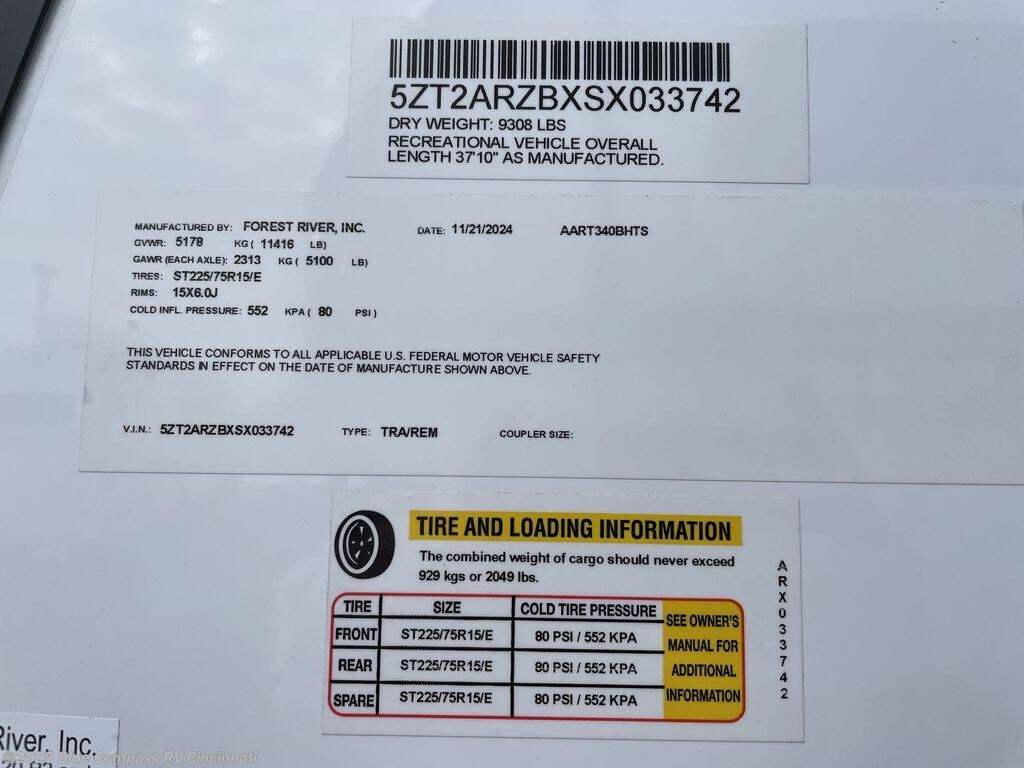 5ZT2ARZBXSX033742
DRY WEIGHT: 9308 LBS
RECREATIONAL VEHICLE OVERALL
LENGTH 37'10" AS MANUFACTURED.
MANUFACTURED BY: FOREST RIVER, INC. DATE: 11/21/2024 AART340BHTS
GVWR: 5178 KG ( 11416 LB)
GAWR (EACH AXLE): 2313 KG ( 5100 LB)
TIRES: ST225/75R15/E
RIMS: 15X6.0J
COLD INFL. PRESSURE: 552 KPA ( 80 PSI )
THIS VEHICLE CONFORMS TO ALL APPLICABLE U.S. FEDERAL MOTOR VEHICLE SAFETY
STANDARDS IN EFFECT ON THE DATE OF MANUFACTURE SHOWN ABOVE.
V.I.N.: 5ZT2ARZBXSX033742 TYPE: TRA/REM COUPLER SIZE:
TIRE AND LOADING INFORMATION
The combined weight of cargo should never exceed
929 kgs or 2049 lbs.
TIRE SIZE COLD TIRE PRESSURE
FRONT ST225/75R15/E 80 PSI / 552 KPA
REAR ST225/75R15/E 80 PSI / 552 KPA
SPARE ST225/75R15/E 80 PSI / 552 KPA
SEE OWNER'S
MANUAL FOR
ADDITIONAL
INFORMATION
ARX033742
River, Inc.
Blue Compass RV Cincinnati